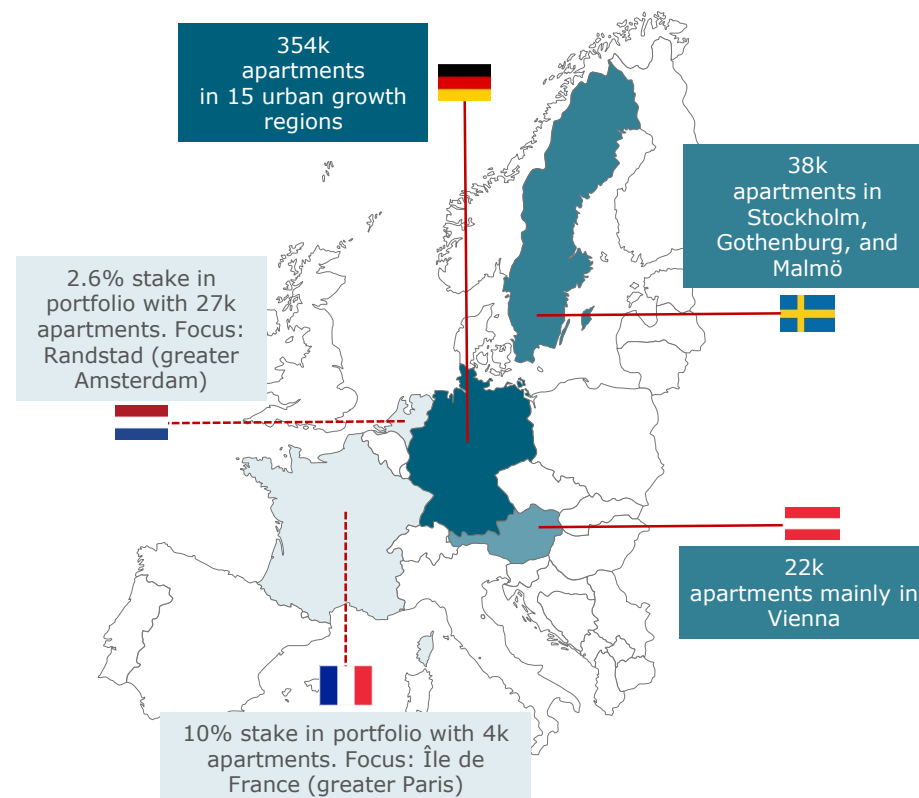 354k
apartments
in 15 urban growth
regions
38k
apartments in
Stockholm,
Gothenburg, and
Malmö
2.6% stake in
portfolio with 27k
apartments. Focus:
Randstad (greater
Amsterdam)
22k
apartments mainly in
Vienna
10% stake in portfolio with 4k
apartments. Focus: Île de
France (greater Paris)